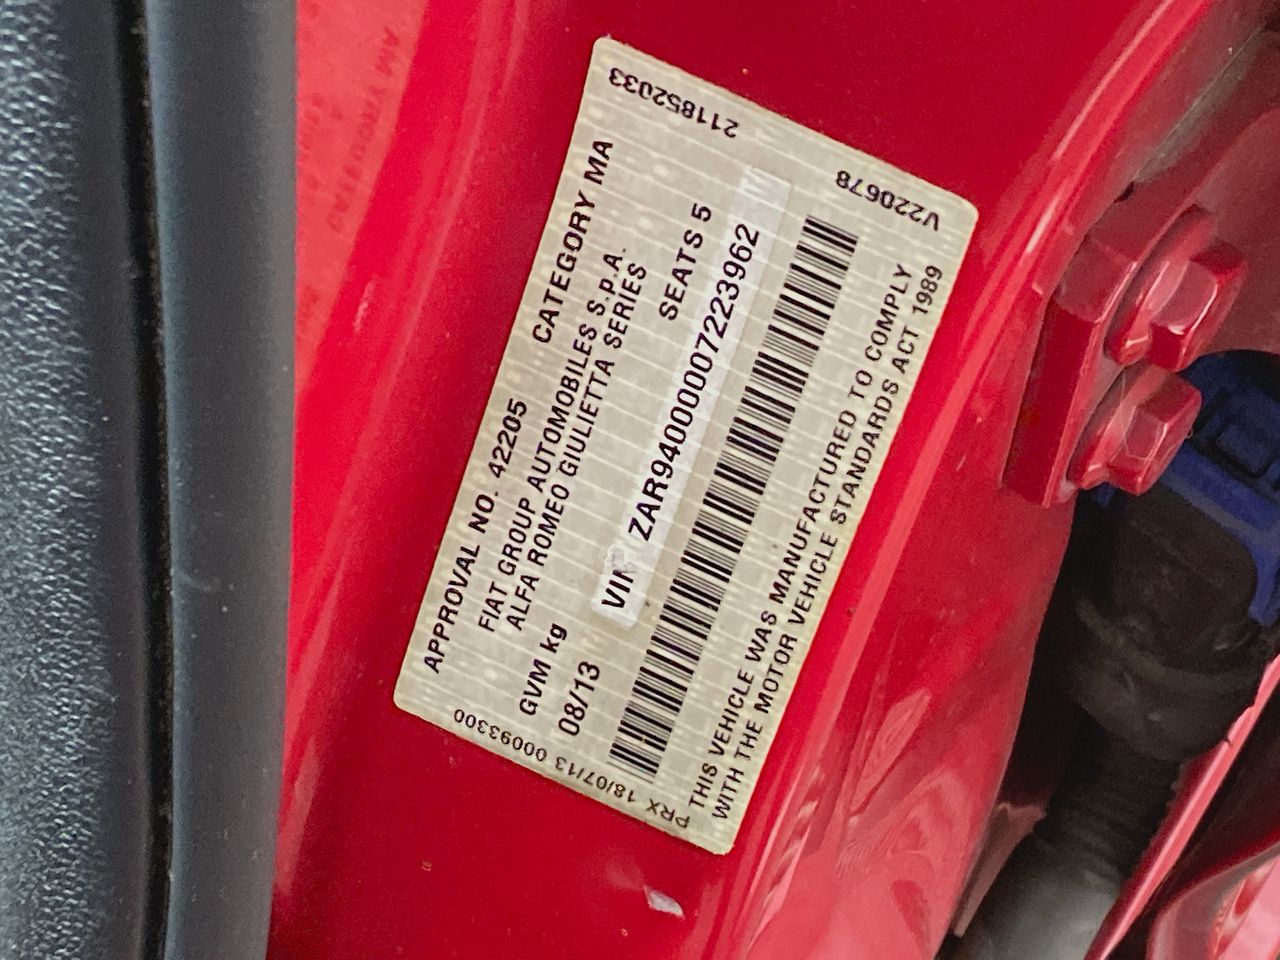 APPROVAL NO. 42205 CATEGORY MA
FIAT GROUP AUTOMOBILES S.p.A.
ALFA ROMEO GIULIETTA SERIES
GVM kg SEATS 5
08/13
VIN ZAR94000007223962
THIS VEHICLE WAS MANUFACTURED TO COMPLY
WITH THE MOTOR VEHICLE STANDARDS ACT 1989
211852033
V220678
PRX 18/07/13 00093300